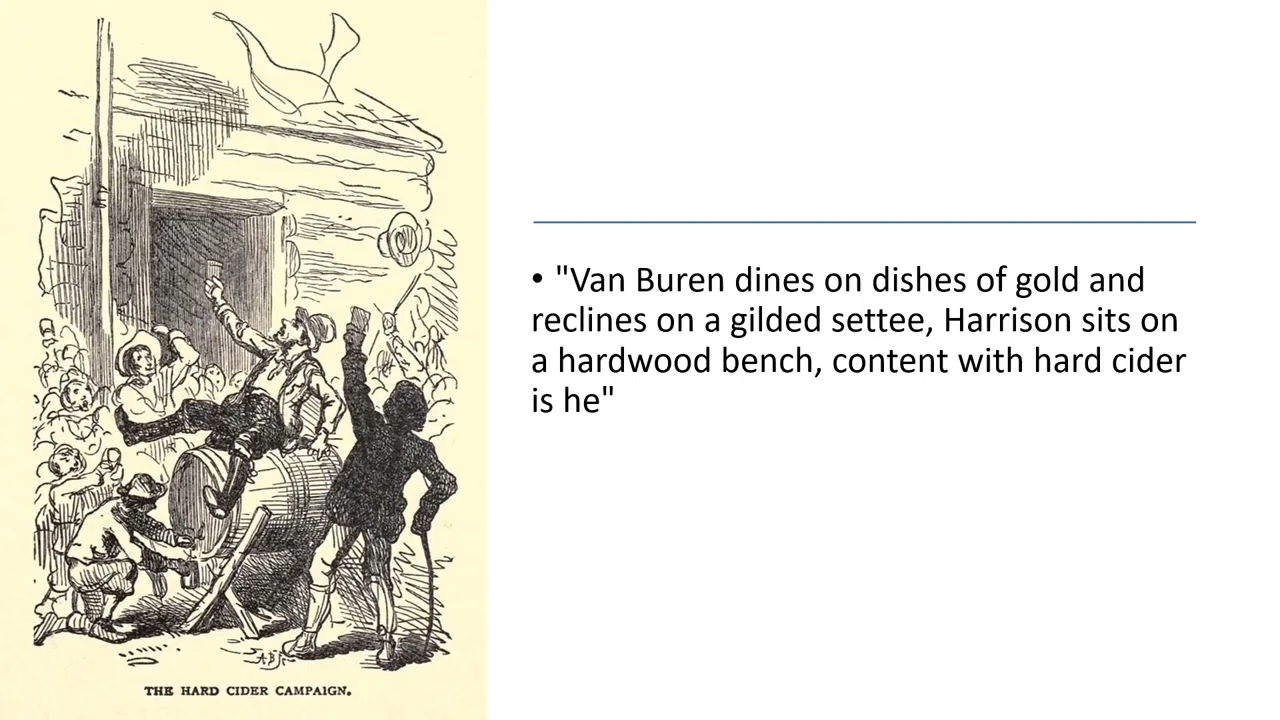 • "Van Buren dines on dishes of gold and
reclines on a gilded settee, Harrison sits on
a hardwood bench, content with hard cider
is he"
THE HARD CIDER CAMPAIGN.